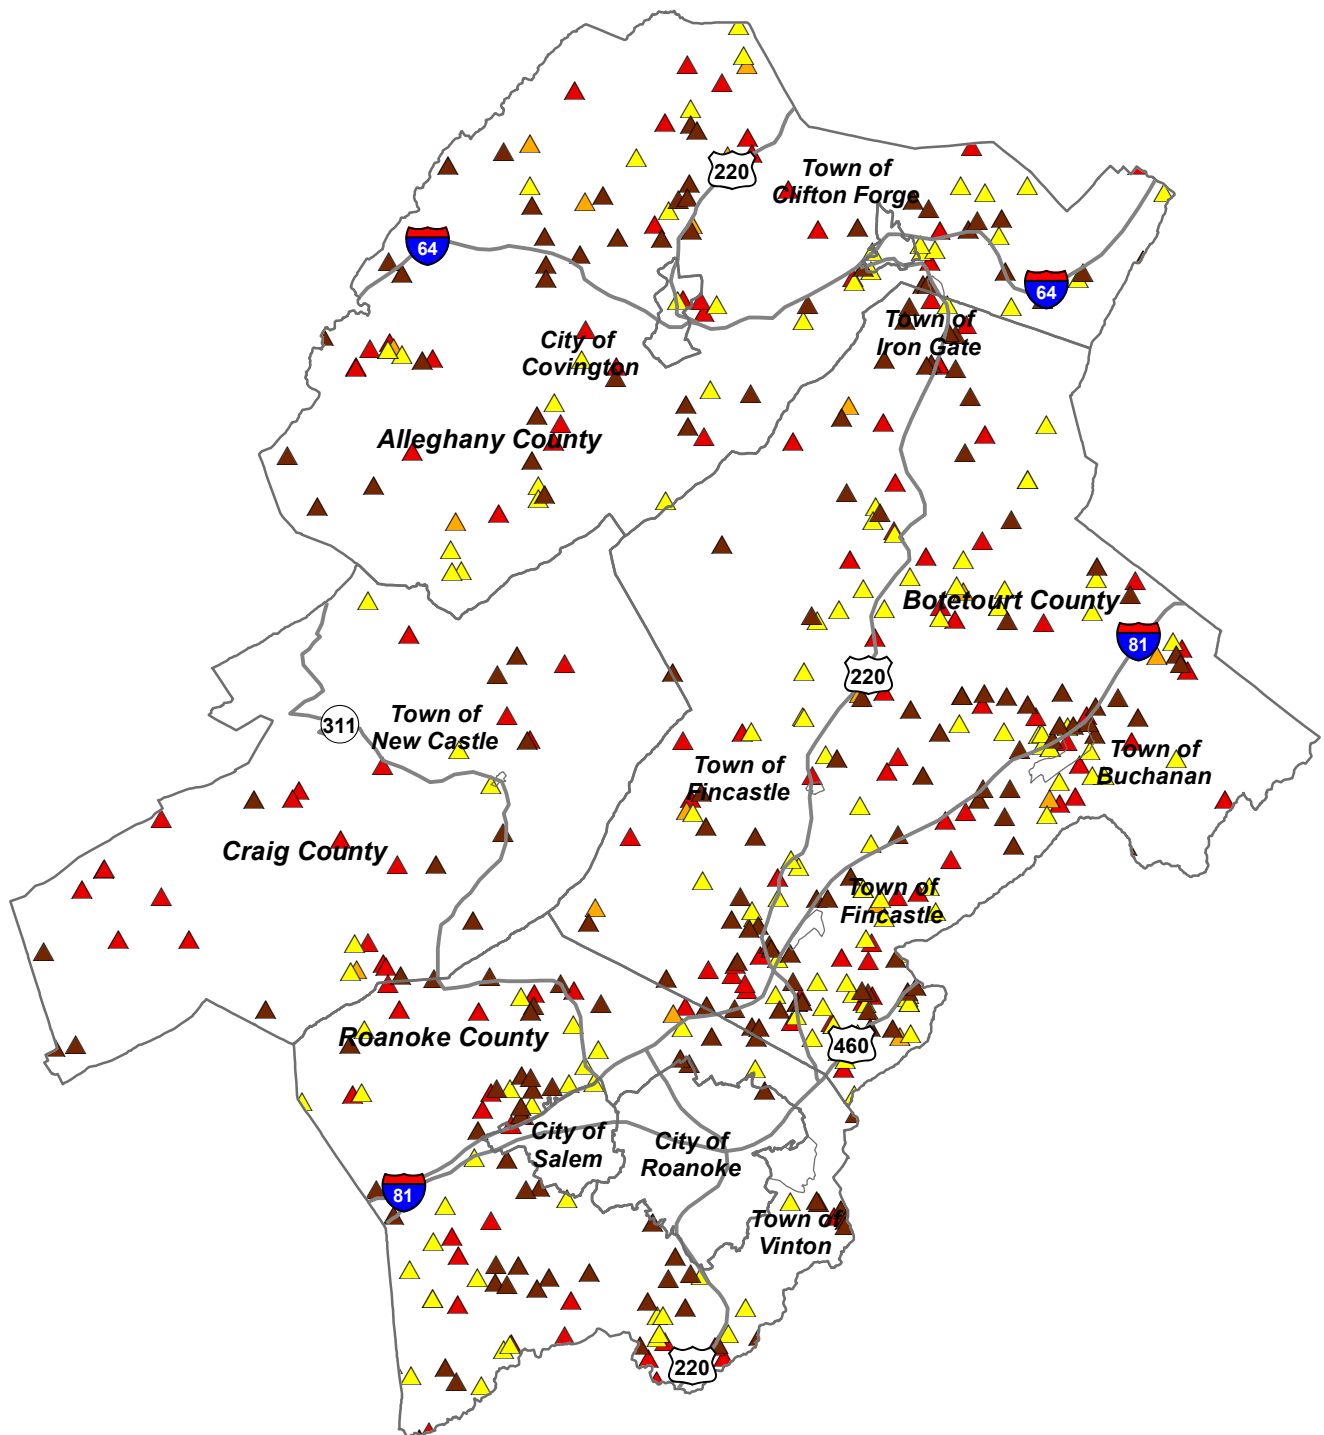 220
Town of
Clifton Forge
64
64
Town of
Iron Gate
City of
Covington
Alleghany County
Botetourt County
81
220
311
Town of
New Castle
Town of
Fincastle
Town of
Buchanan
Craig County
Town of
Fincastle
Roanoke County
460
City of
Salem
City of
Roanoke
81
Town of
Vinton
220